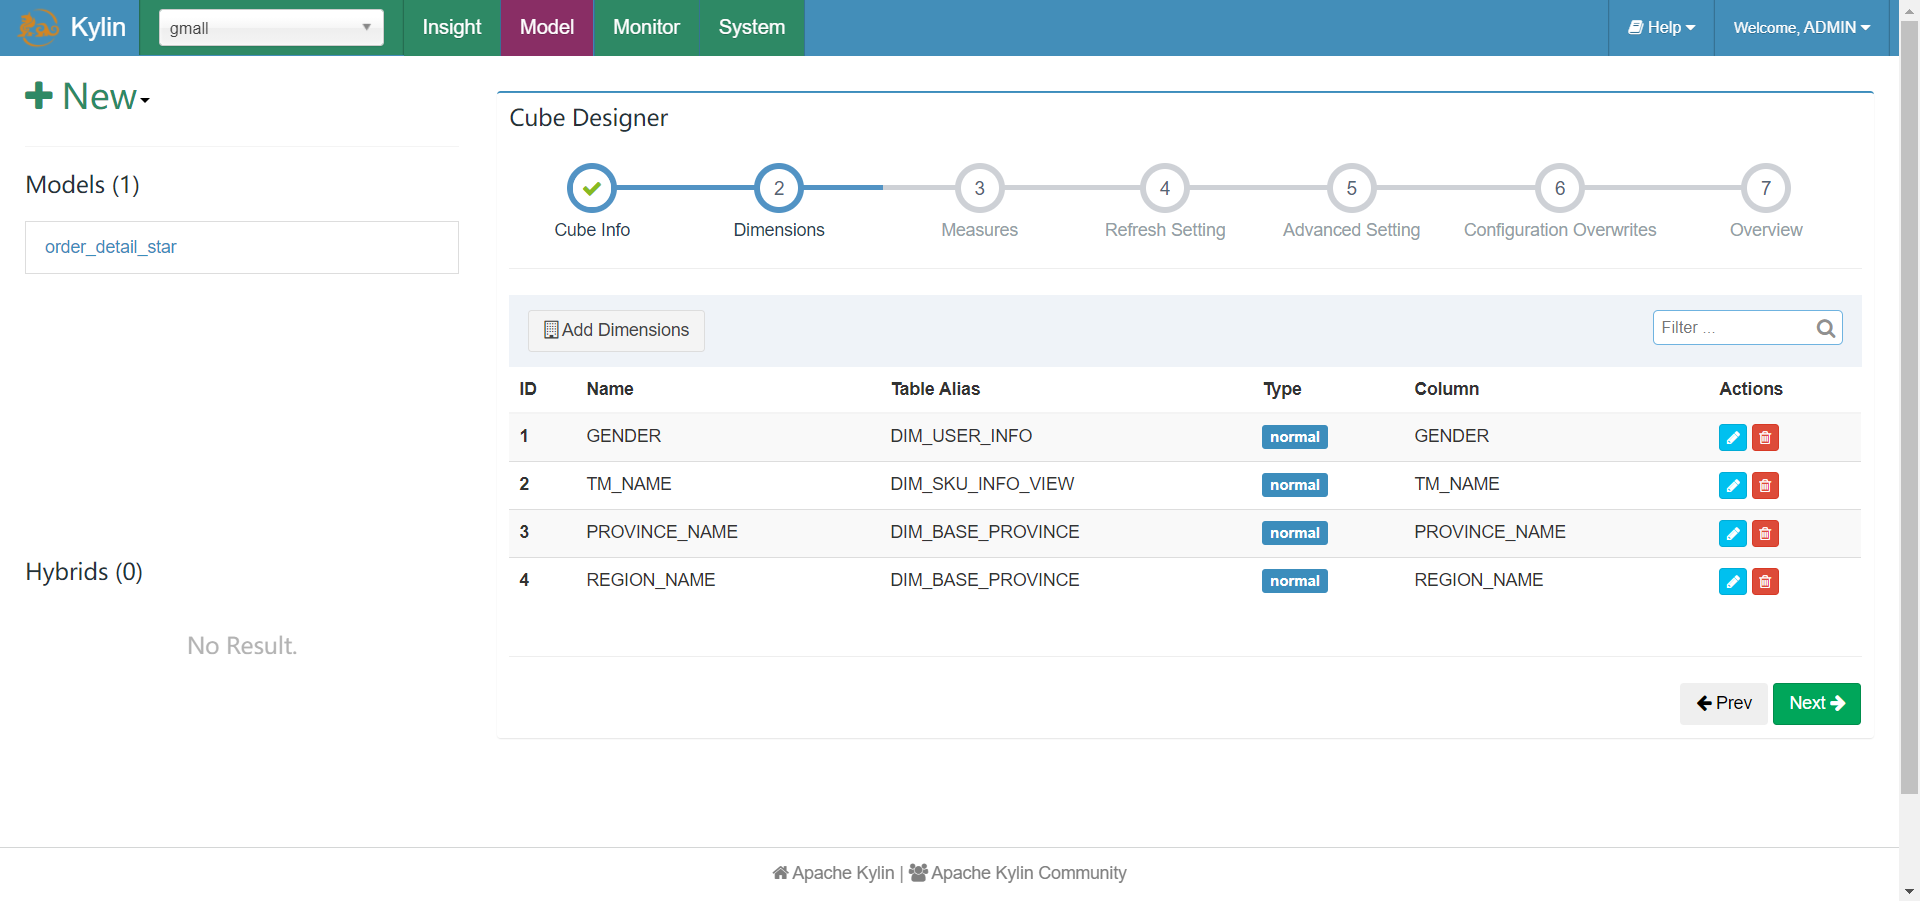 Kylin
gmall
Insight
Model
Monitor
System
Help
Welcome, ADMIN
New
Models (1)
order_detail_star
Hybrids (0)
No Result.
Cube Designer
2
3
4
5
6
7
Cube Info
Dimensions
Measures
Refresh Setting
Advanced Setting
Configuration Overwrites
Overview
Add Dimensions
Filter ...
ID Name Table Alias Type Column Actions
1 GENDER DIM_USER_INFO normal GENDER
2 TM_NAME DIM_SKU_INFO_VIEW normal TM_NAME
3 PROVINCE_NAME DIM_BASE_PROVINCE normal PROVINCE_NAME
4 REGION_NAME DIM_BASE_PROVINCE normal REGION_NAME
Prev
Next
Apache Kylin | Apache Kylin Community